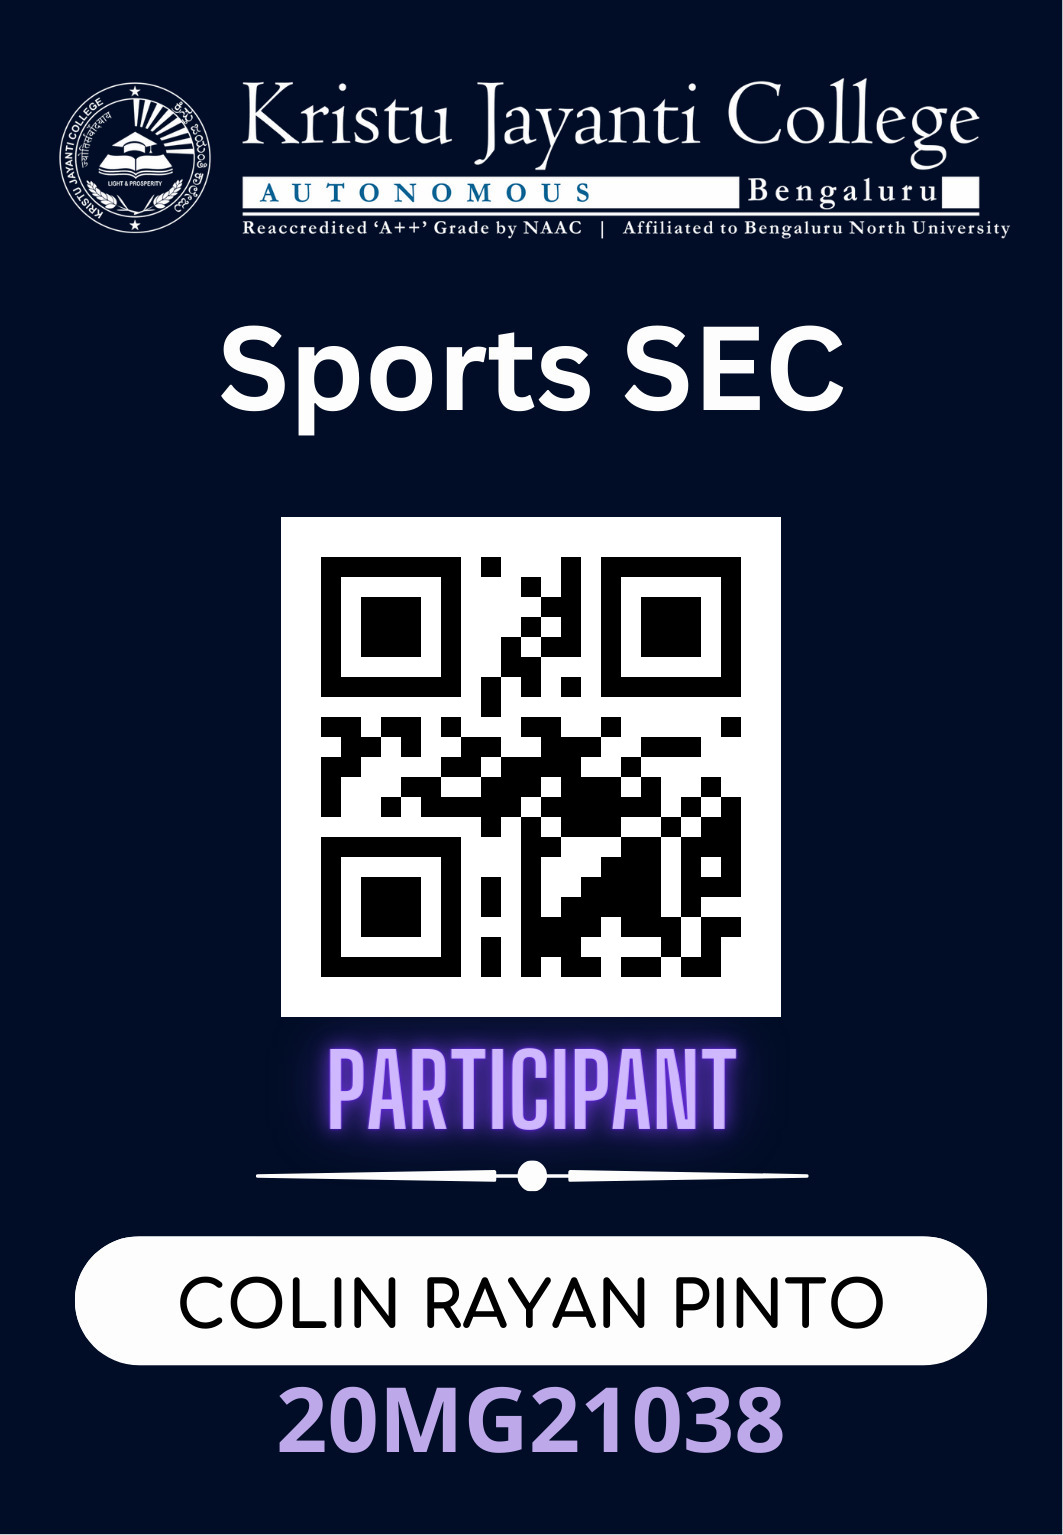 Kristu Jayanti College
AUTONOMOUS Bengaluru
Reaccredited ‘A++’ Grade by NAAC | Affiliated to Bengaluru North University
KRISTU JAYANTI COLLEGE
LIGHT & PROSPERITY
Sports SEC
PARTICIPANT
COLIN RAYAN PINTO
20MG21038